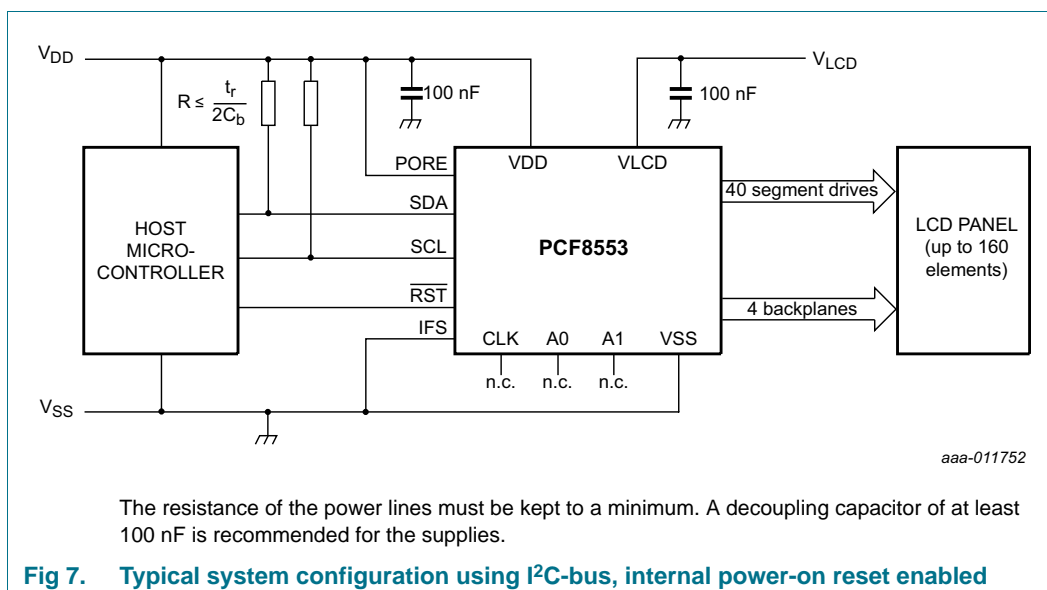 VDD
VLCD
R ≤ tr
2Cb
100 nF
100 nF
PORE
VDD
VLCD
SDA
40 segment drives
HOST
MICRO-
CONTROLLER
LCD PANEL
(up to 160
elements)
SCL
PCF8553
RST
4 backplanes
IFS
CLK
A0
A1
VSS
n.c.
n.c.
n.c.
VSS
aaa-011752
The resistance of the power lines must be kept to a minimum. A decoupling capacitor of at least
100 nF is recommended for the supplies.
Fig 7. Typical system configuration using I²C-bus, internal power-on reset enabled